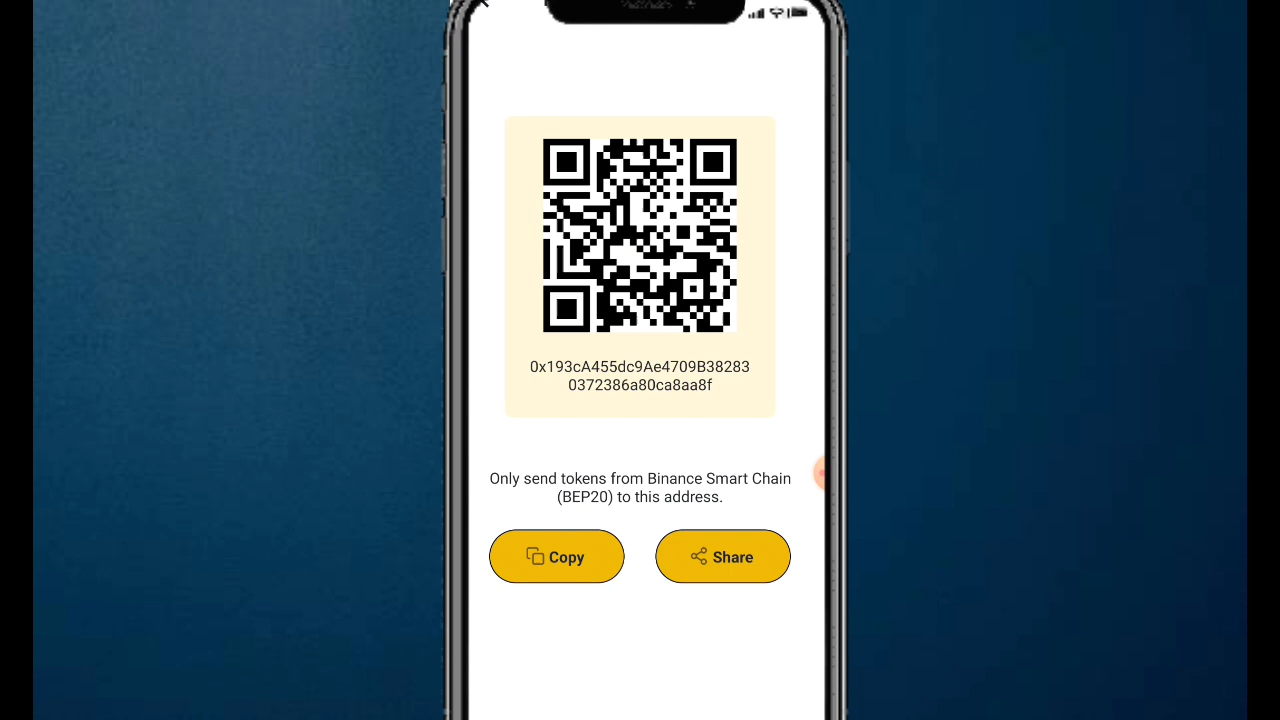 0x193cA455dc9Ae4709B38283
0372386a80ca8aa8f
Only send tokens from Binance Smart Chain
(BEP20) to this address.
Copy
Share